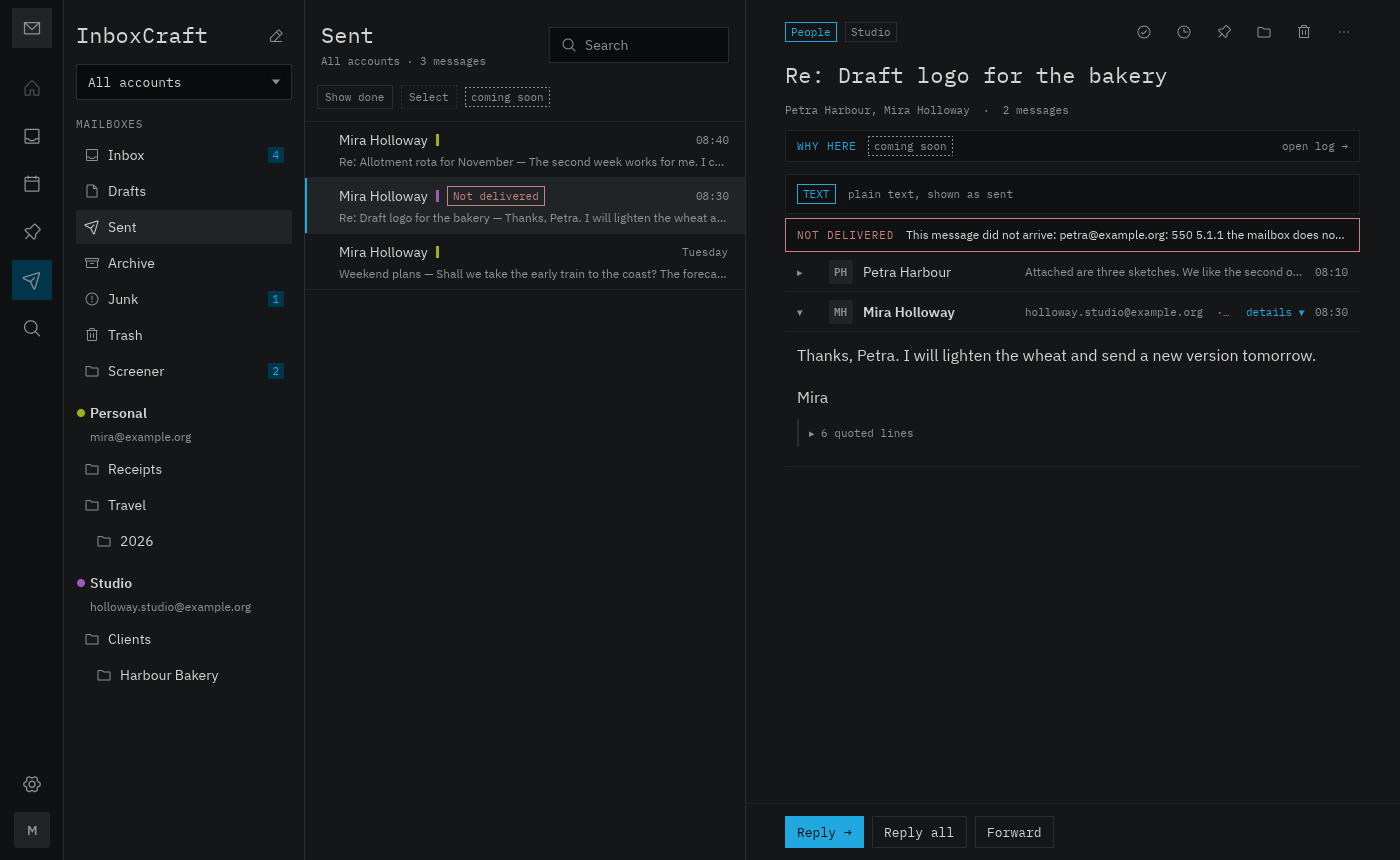 InboxCraft
All accounts
MAILBOXES
Inbox 4
Drafts
Sent
Archive
Junk 1
Trash
Screener 2
Personal
mira@example.org
Receipts
Travel
2026
Studio
holloway.studio@example.org
Clients
Harbour Bakery
M
Sent
All accounts · 3 messages
Search
Show done Select coming soon
Mira Holloway 08:40
Re: Allotment rota for November — The second week works for me. I c…
Mira Holloway Not delivered 08:30
Re: Draft logo for the bakery — Thanks, Petra. I will lighten the wheat a…
Mira Holloway Tuesday
Weekend plans — Shall we take the early train to the coast? The foreca…
People Studio
Re: Draft logo for the bakery
Petra Harbour, Mira Holloway · 2 messages
WHY HERE coming soon open log →
TEXT plain text, shown as sent
NOT DELIVERED This message did not arrive: petra@example.org: 550 5.1.1 the mailbox does no…
▸ PH Petra Harbour Attached are three sketches. We like the second o… 08:10
▾ MH Mira Holloway holloway.studio@example.org ·… details ▾ 08:30
Thanks, Petra. I will lighten the wheat and send a new version tomorrow.
Mira
▸ 6 quoted lines
Reply → Reply all Forward